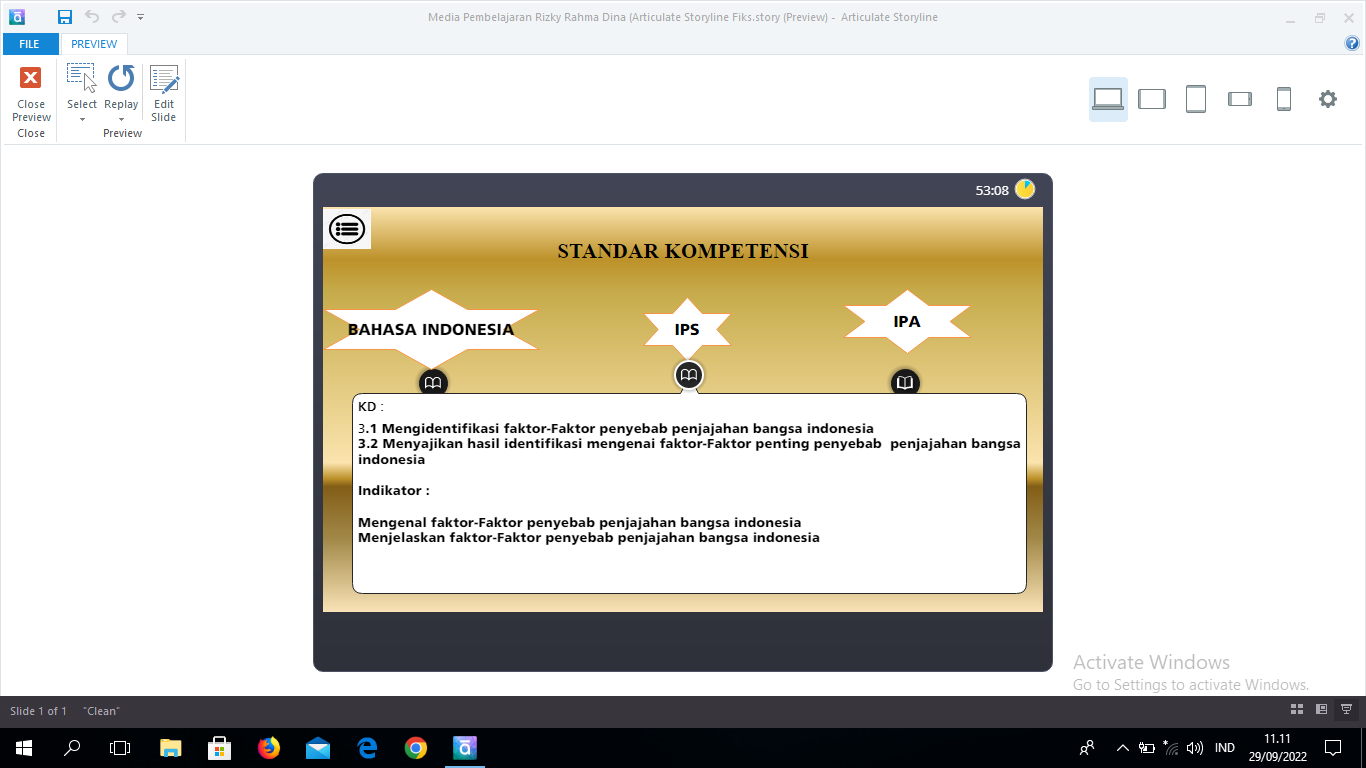 Media Pembelajaran Rizky Rahma Dina (Articulate Storyline Fiks.story (Preview) - Articulate Storyline
FILE
PREVIEW
Close Preview
Select
Replay
Edit Slide
Close
Preview
53:08
STANDAR KOMPETENSI
BAHASA INDONESIA
IPS
IPA
KD :
3.1 Mengidentifikasi faktor-Faktor penyebab penjajahan bangsa indonesia
3.2 Menyajikan hasil identifikasi mengenai faktor-Faktor penting penyebab penjajahan bangsa
indonesia
Indikator :
Mengenal faktor-Faktor penyebab penjajahan bangsa indonesia
Menjelaskan faktor-Faktor penyebab penjajahan bangsa indonesia
Activate Windows
Go to Settings to activate Windows.
Slide 1 of 1 "Clean"
IND
11.11
29/09/2022